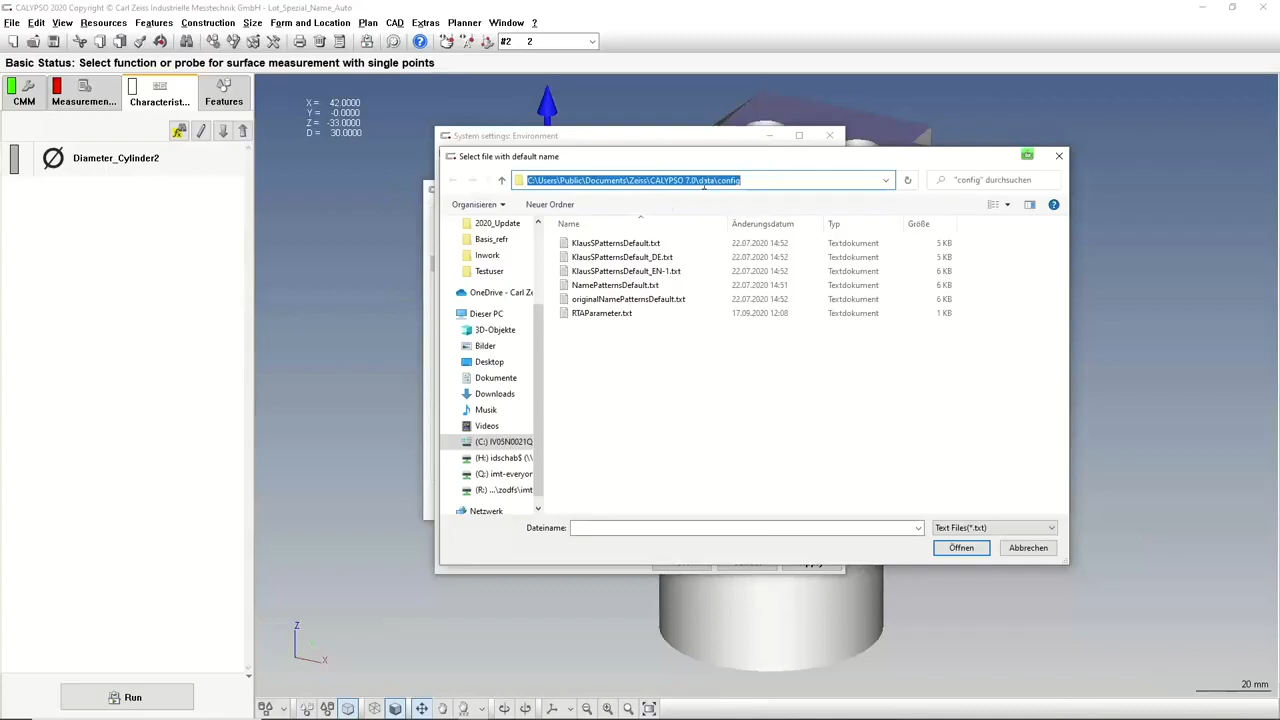 CALYPSO 2020 Copyright © Carl Zeiss Industrielle Messtechnik GmbH - Lot_Spezial_Name_Auto
File Edit View Resources Features Construction Size Form and Location Plan CAD Extras Planner Window ?
#2 2
Basic Status: Select function or probe for surface measurement with single points
CMM Measuremen... Characterist... Features
X = 42.0000
Y = -0.0000
Z = -33.0000
D = 30.0000
Diameter_Cylinder2
System settings: Environment
Select file with default name
C:\Users\Public\Documents\Zeiss\CALYPSO 7.0\data\config
"config" durchsuchen
Organisieren Neuer Ordner
Name Änderungsdatum Typ Größe
2020_Update
Basis_refr
Inwork
Testuser
OneDrive - Carl Ze
Dieser PC
3D-Objekte
Bilder
Desktop
Dokumente
Downloads
Musik
Videos
(C:) IV05N0021Q
(H:) idschab$ (\\
(Q:) imt-everyor
(R:) ...\zodfs\imt
Netzwerk
KlausSPatternsDefault.txt 22.07.2020 14:52 Textdokument 5 KB
KlausSPatternsDefault_DE.txt 22.07.2020 14:52 Textdokument 6 KB
KlausSPatternsDefault_EN-1.txt 22.07.2020 14:52 Textdokument 6 KB
NamePatternsDefault.txt 22.07.2020 14:51 Textdokument 6 KB
originalNamePatternsDefault.txt 22.07.2020 14:52 Textdokument 6 KB
RTAParameter.txt 17.09.2020 12:08 Textdokument 1 KB
Dateiname:
Text Files(*.txt)
Öffnen Abbrechen
Z
X
20 mm
Run